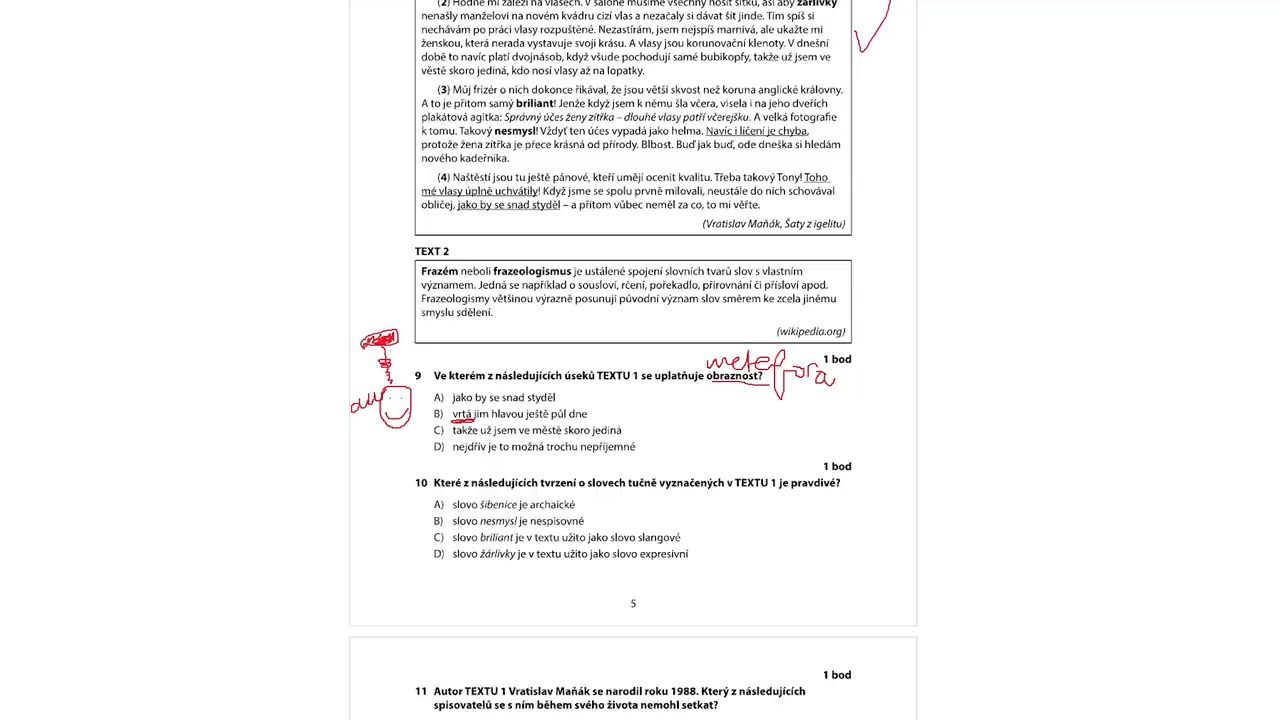 (2) Hodně mi záleží na vlasech. V salóně musíme všechny nosit síťku, asi aby žárlivky
nenašly manželovi na novém kvádru cizí vlas a nezačaly si dávat šít jinde. Tím spíš si
nechávám po práci vlasy rozpuštěné. Nezastírám, jsem nejspíš marnivá, ale ukažte mi
ženskou, která nerada vystavuje svoji krásu. A vlasy jsou korunovační klenoty. V dnešní
době to navíc platí dvojnásob, když všude pochodují samé bubikopfy, takže už jsem ve
věstě skoro jediná, kdo nosí vlasy až na lopatky.
(3) Můj frizér o nich dokonce říkával, že jsou větší skvost než koruna anglické královny.
A to je přitom samý briliant! Jenže když jsem k němu šla včera, visela i na jeho dveřích
plakátová agitka: Správný účes ženy zítřka – dlouhé vlasy patří včerejšku. A velká fotografie
k tomu. Takový nesmysl! Vždyť ten účes vypadá jako helma. Navíc i líčení je chyba,
protože žena zítřka je přece krásná od přírody. Blbost. Buď jak buď, ode dneška si hledám
nového kadeřníka.
(4) Naštěstí jsou tu ještě pánové, kteří umějí ocenit kvalitu. Třeba takový Tony! Toho
mé vlasy úplně uchvátily! Když jsme se spolu prvně milovali, neustále do nich schovával
obličej, jako by se snad styděl – a přitom vůbec neměl za co, to mi věřte.
(Vratislav Maňák, Šaty z igelitu)
TEXT 2
Frazém neboli frazeologismus je ustálené spojení slovních tvarů slov s vlastním
významem. Jedná se například o sousloví, rčení, pořekadlo, přirovnání či přísloví apod.
Frazeologismy většinou výrazně posunují původní význam slov směrem ke zcela jinému
smyslu sdělení.
(wikipedia.org)
1 bod
metefora
9 Ve kterém z následujících úseků TEXTU 1 se uplatňuje obraznost?
A) jako by se snad styděl
B) vrtá jim hlavou ještě půl dne
C) takže už jsem ve městě skoro jediná
D) nejdřív je to možná trochu nepříjemné
1 bod
10 Které z následujících tvrzení o slovech tučně vyznačených v TEXTU 1 je pravdivé?
A) slovo šibenice je archaické
B) slovo nesmysl je nespisovné
C) slovo briliant je v textu užito jako slovo slangové
D) slovo žárlivky je v textu užito jako slovo expresivní
5
1 bod
11 Autor TEXTU 1 Vratislav Maňák se narodil roku 1988. Který z následujících
spisovatelů se s ním během svého života nemohl setkat?